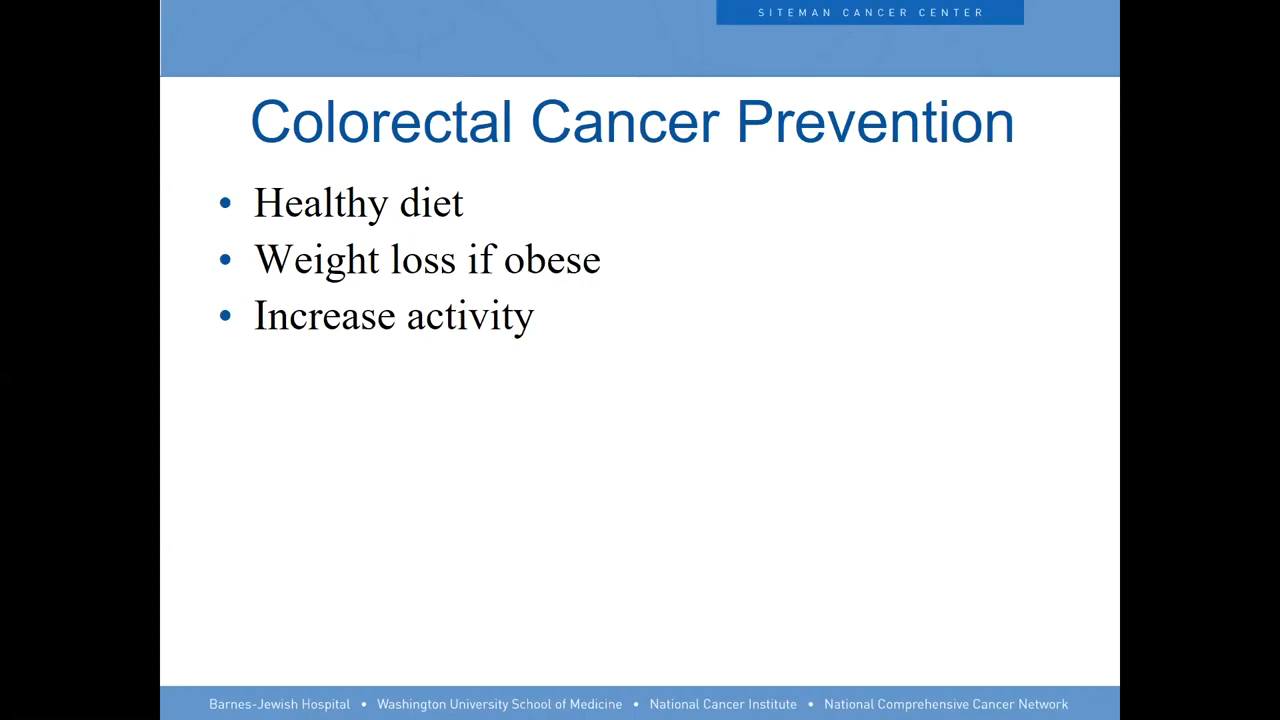 SITEMAN CANCER CENTER
Colorectal Cancer Prevention
• Healthy diet
• Weight loss if obese
• Increase activity
Barnes-Jewish Hospital • Washington University School of Medicine • National Cancer Institute • National Comprehensive Cancer Network